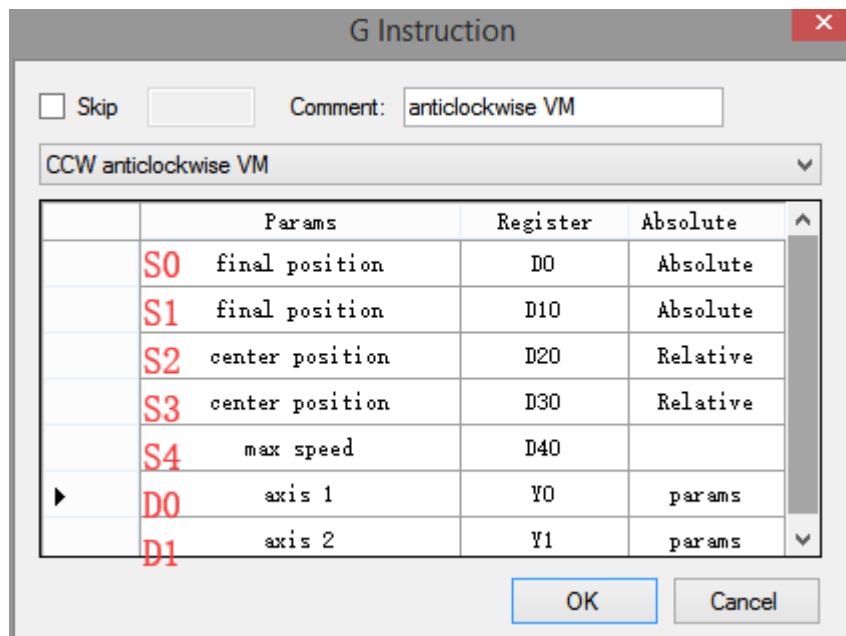 G Instruction
Skip Comment: anticlockwise VM
CCW anticlockwise VM
Params Register Absolute
S0 final position D0 Absolute
S1 final position D10 Absolute
S2 center position D20 Relative
S3 center position D30 Relative
S4 max speed D40
D0 axis 1 Y0 params
D1 axis 2 Y1 params
OK Cancel